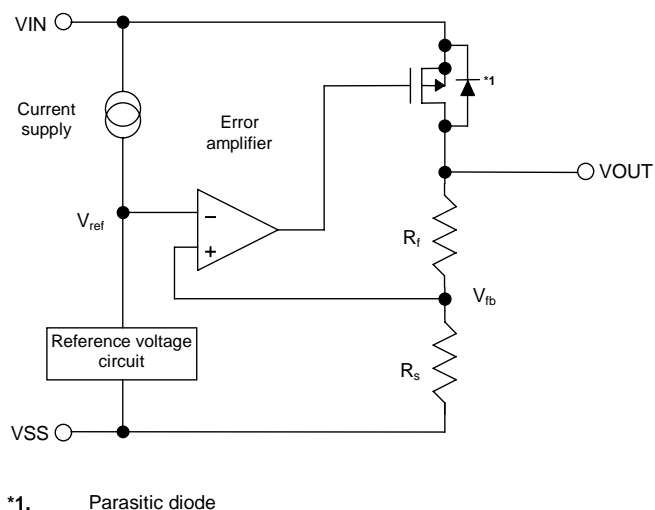 VIN
*1
Current
supply
Error
amplifier
VOUT
Vref
−
+
Rf
Vfb
Reference voltage
circuit
Rs
VSS
*1. Parasitic diode